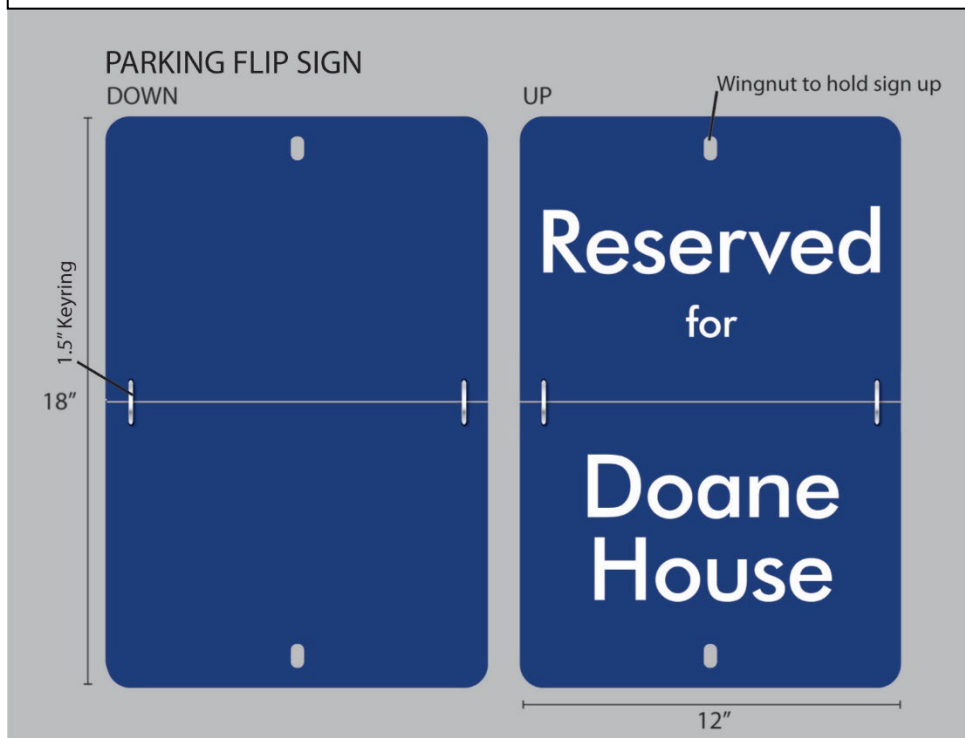 PARKING FLIP SIGN
DOWN
UP
Wingnut to hold sign up
1.5” Keyring
18”
Reserved
for
Doane
House
12”